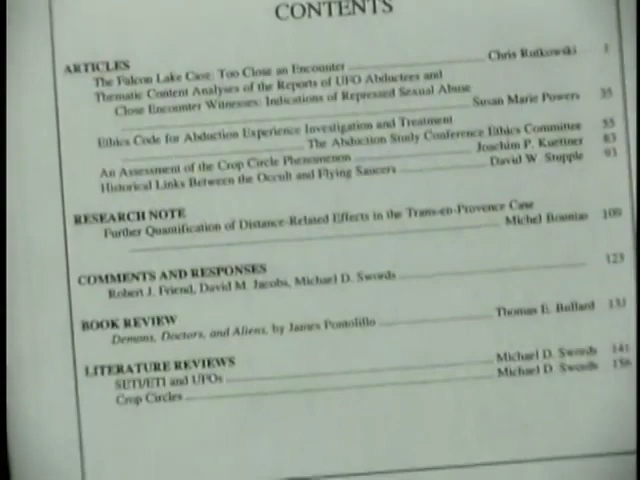 CONTENTS
ARTICLES
The Falcon Lake Case: Too Close an Encounter Chris Rutkowski 1
Thematic Content Analyses of the Reports of UFO Abductees and
Close Encounter Witnesses: Indications of Repressed Sexual Abuse
Susan Marie Powers 35
Ethics Code for Abduction Experience Investigation and Treatment
The Abduction Study Conference Ethics Committee 55
An Assessment of the Crop Circle Phenomenon Joachim P. Kuettner 83
Historical Links Between the Occult and Flying Saucers David W. Stupple 93
RESEARCH NOTE
Further Quantification of Distance-Related Effects in the Trans-en-Provence Case
Michel Bounias 109
COMMENTS AND RESPONSES
Robert J. Friend, David M. Jacobs, Michael D. Swords 125
BOOK REVIEW
Demons, Doctors, and Aliens, by James Pontolillo Thomas E. Bullard
LITERATURE REVIEWS
SETI/ETI and UFOs Michael D. Swords 141
Crop Circles Michael D. Swords 156